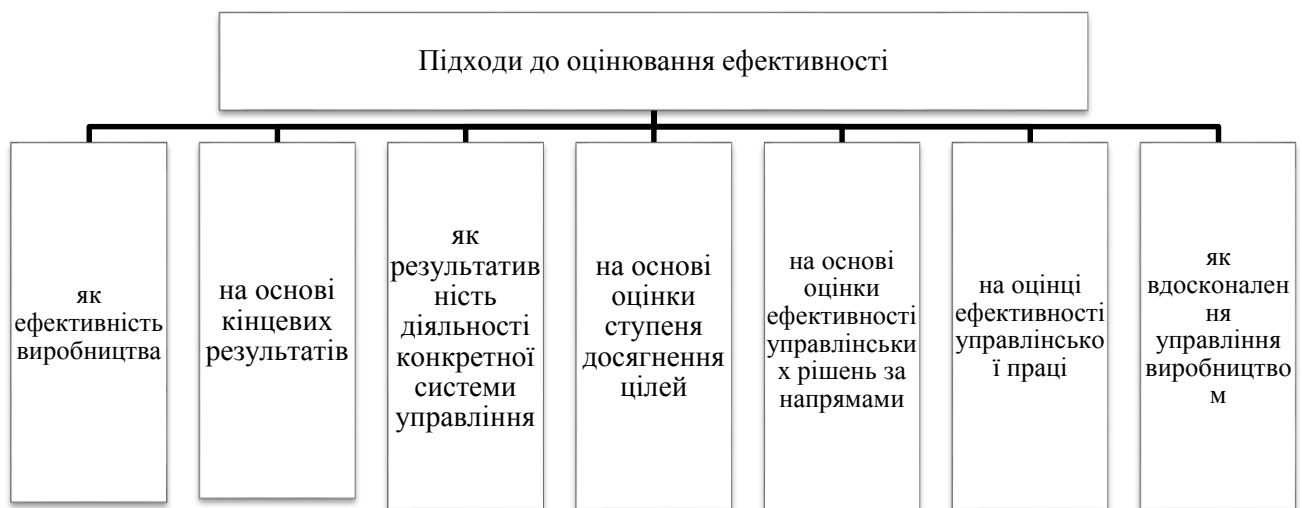 Підходи до оцінювання ефективності
як
ефективність
виробництва
на основі
кінцевих
результатів
як
результатив
ність
діяльності
конкретної
системи
управління
на основі
оцінки
ступеня
досягнення
цілей
на основі
оцінки
ефективності
управлінськи
х рішень за
напрямами
на оцінці
ефективності
управлінсько
ї праці
як
вдосконален
ня
управління
виробництво
м